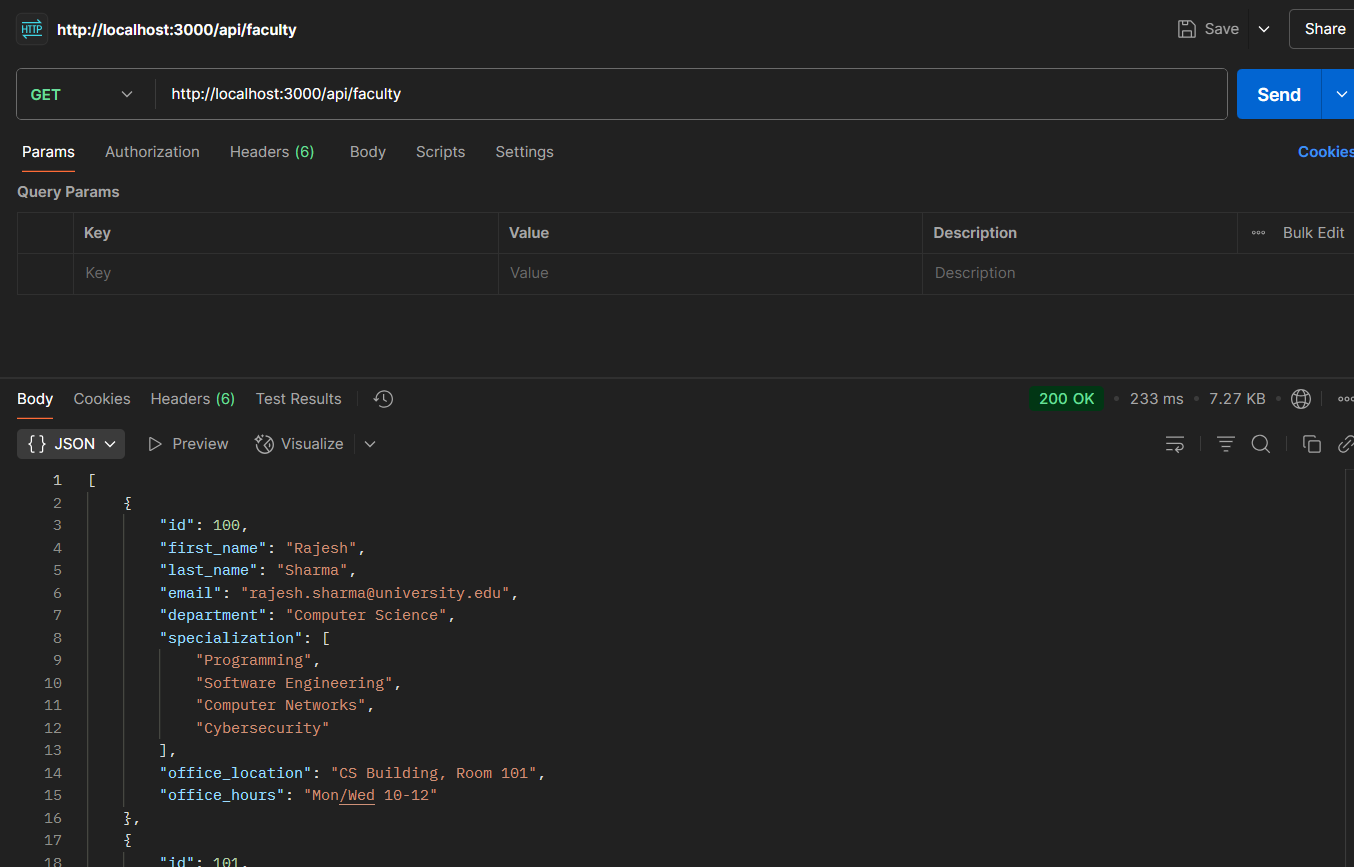 HTTP http://localhost:3000/api/faculty Save Share
GET http://localhost:3000/api/faculty Send
Params Authorization Headers (6) Body Scripts Settings Cookies
Query Params
Key Value Description Bulk Edit
Key Value Description
Body Cookies Headers (6) Test Results 200 OK • 233 ms • 7.27 KB •
{} JSON Preview Visualize
1 [
2 {
3 "id": 100,
4 "first_name": "Rajesh",
5 "last_name": "Sharma",
6 "email": "rajesh.sharma@university.edu",
7 "department": "Computer Science",
8 "specialization": [
9 "Programming",
10 "Software Engineering",
11 "Computer Networks",
12 "Cybersecurity"
13 ],
14 "office_location": "CS Building, Room 101",
15 "office_hours": "Mon/Wed 10-12"
16 },
17 {
18 "id": 101,